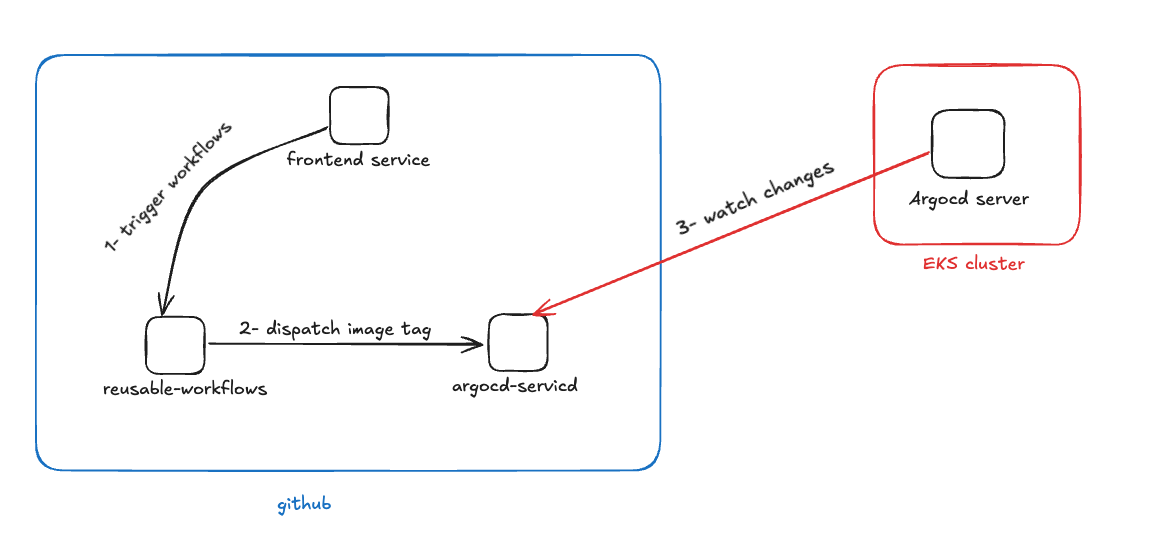 frontend service
1- trigger workflows
reusable-workflows
2- dispatch image tag
argocd-servicd
3- watch changes
Argocd server
EKS cluster
github